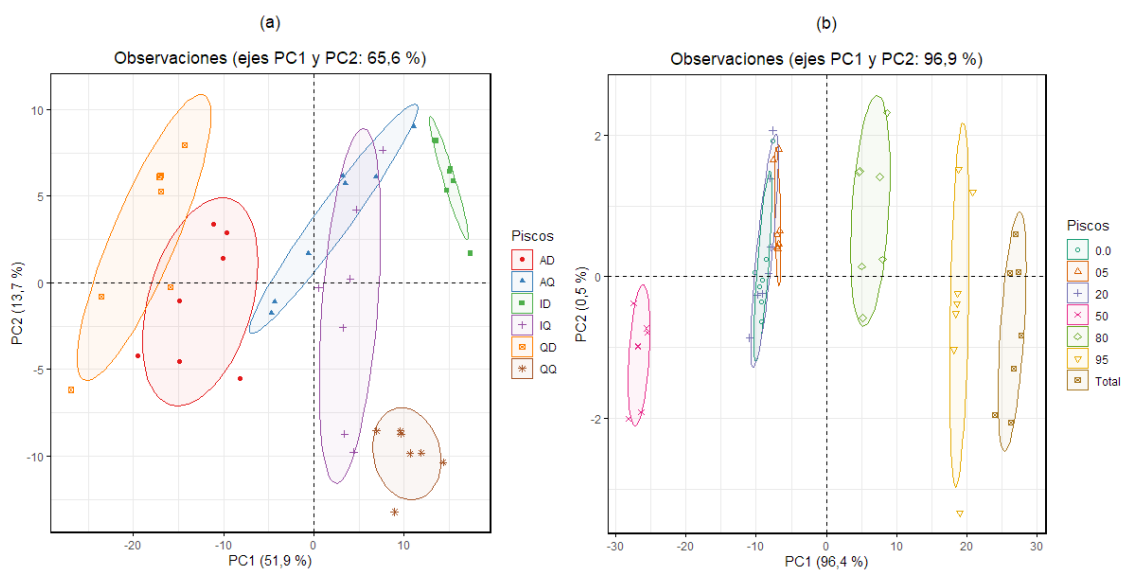 (a)
Observaciones (ejes PC1 y PC2: 65,6 %)
PC2 (13,7 %)
10
5
0
-5
-10
-20
-10
0
10
PC1 (51,9 %)
Piscos
AD
AQ
ID
IQ
QD
QQ
(b)
Observaciones (ejes PC1 y PC2: 96,9 %)
PC2 (0,5 %)
2
0
-2
-30
-20
-10
0
10
20
30
PC1 (96,4 %)
Piscos
0.0
05
20
50
80
95
Total